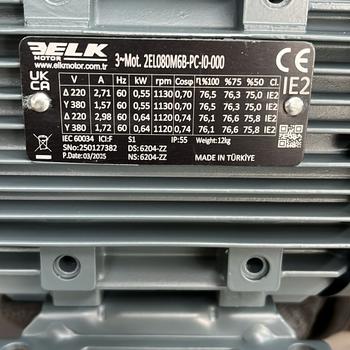 ELK
MOTOR
www.elkmotor.com.tr
3~Mot. 2EL080M6B-PC-I0-000
CE
UK
CA
IE2
V A Hz kW rpm Cosφ η %100 %75 %50 Cl.
Δ 220 2,71 60 0,55 1130 0,70 76,5 76,3 75,0 IE2
Y 380 1,57 60 0,55 1130 0,70 76,5 76,3 75,0 IE2
Δ 220 2,98 60 0,64 1120 0,74 76,1 76,6 75,8 IE2
Y 380 1,72 60 0,64 1120 0,74 76,1 76,6 75,8 IE2
IEC 60034 ICl:F S1 IP:55 Weight:12kg
SNo:250127382 DS: 6204-ZZ
P.Date:03/2025 NS: 6204-ZZ MADE IN TÜRKİYE